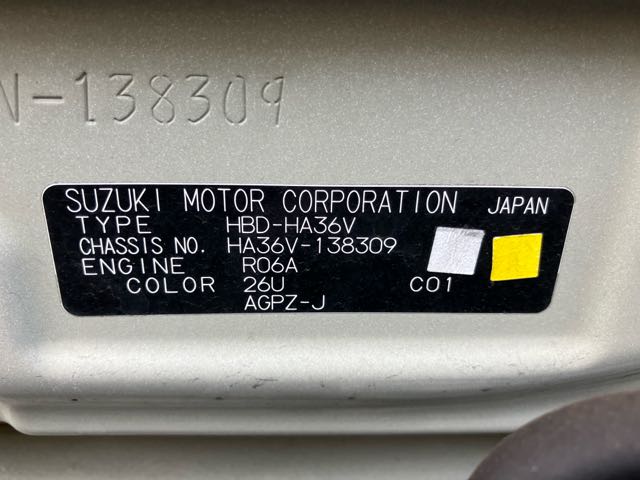 N-138309
SUZUKI MOTOR CORPORATION JAPAN
TYPE HBD-HA36V
CHASSIS NO. HA36V-138309
ENGINE R06A
COLOR 26U C01
AGPZ-J